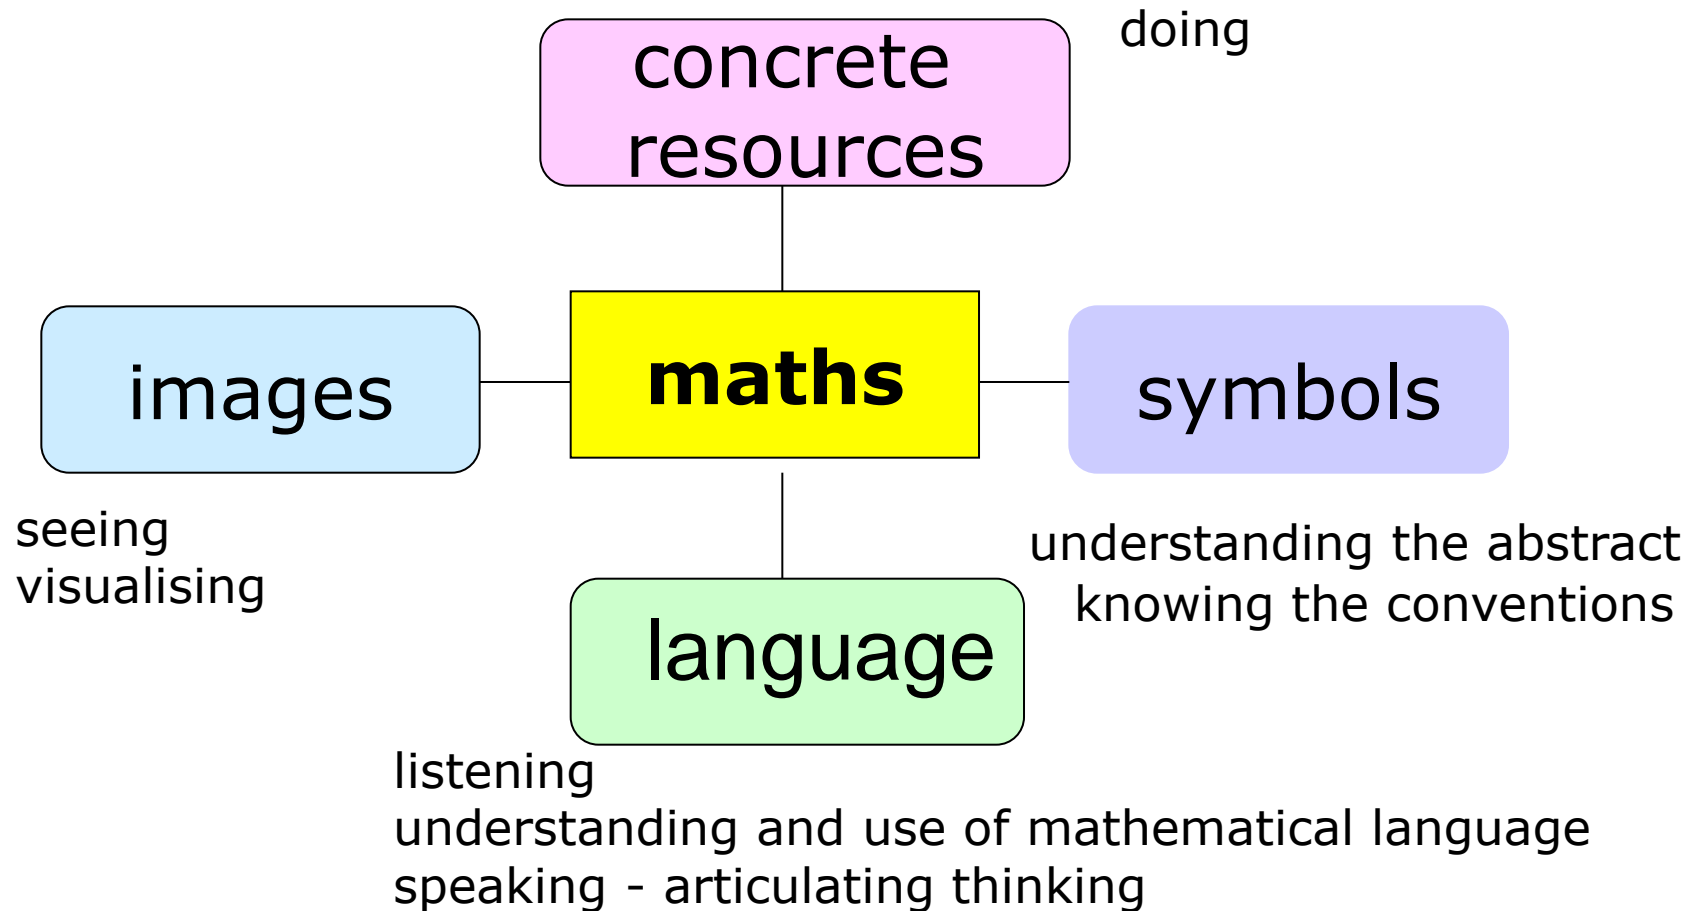 doing
concrete
resources
images
maths
symbols
seeing
visualising
understanding the abstract
knowing the conventions
language
listening
understanding and use of mathematical language
speaking - articulating thinking